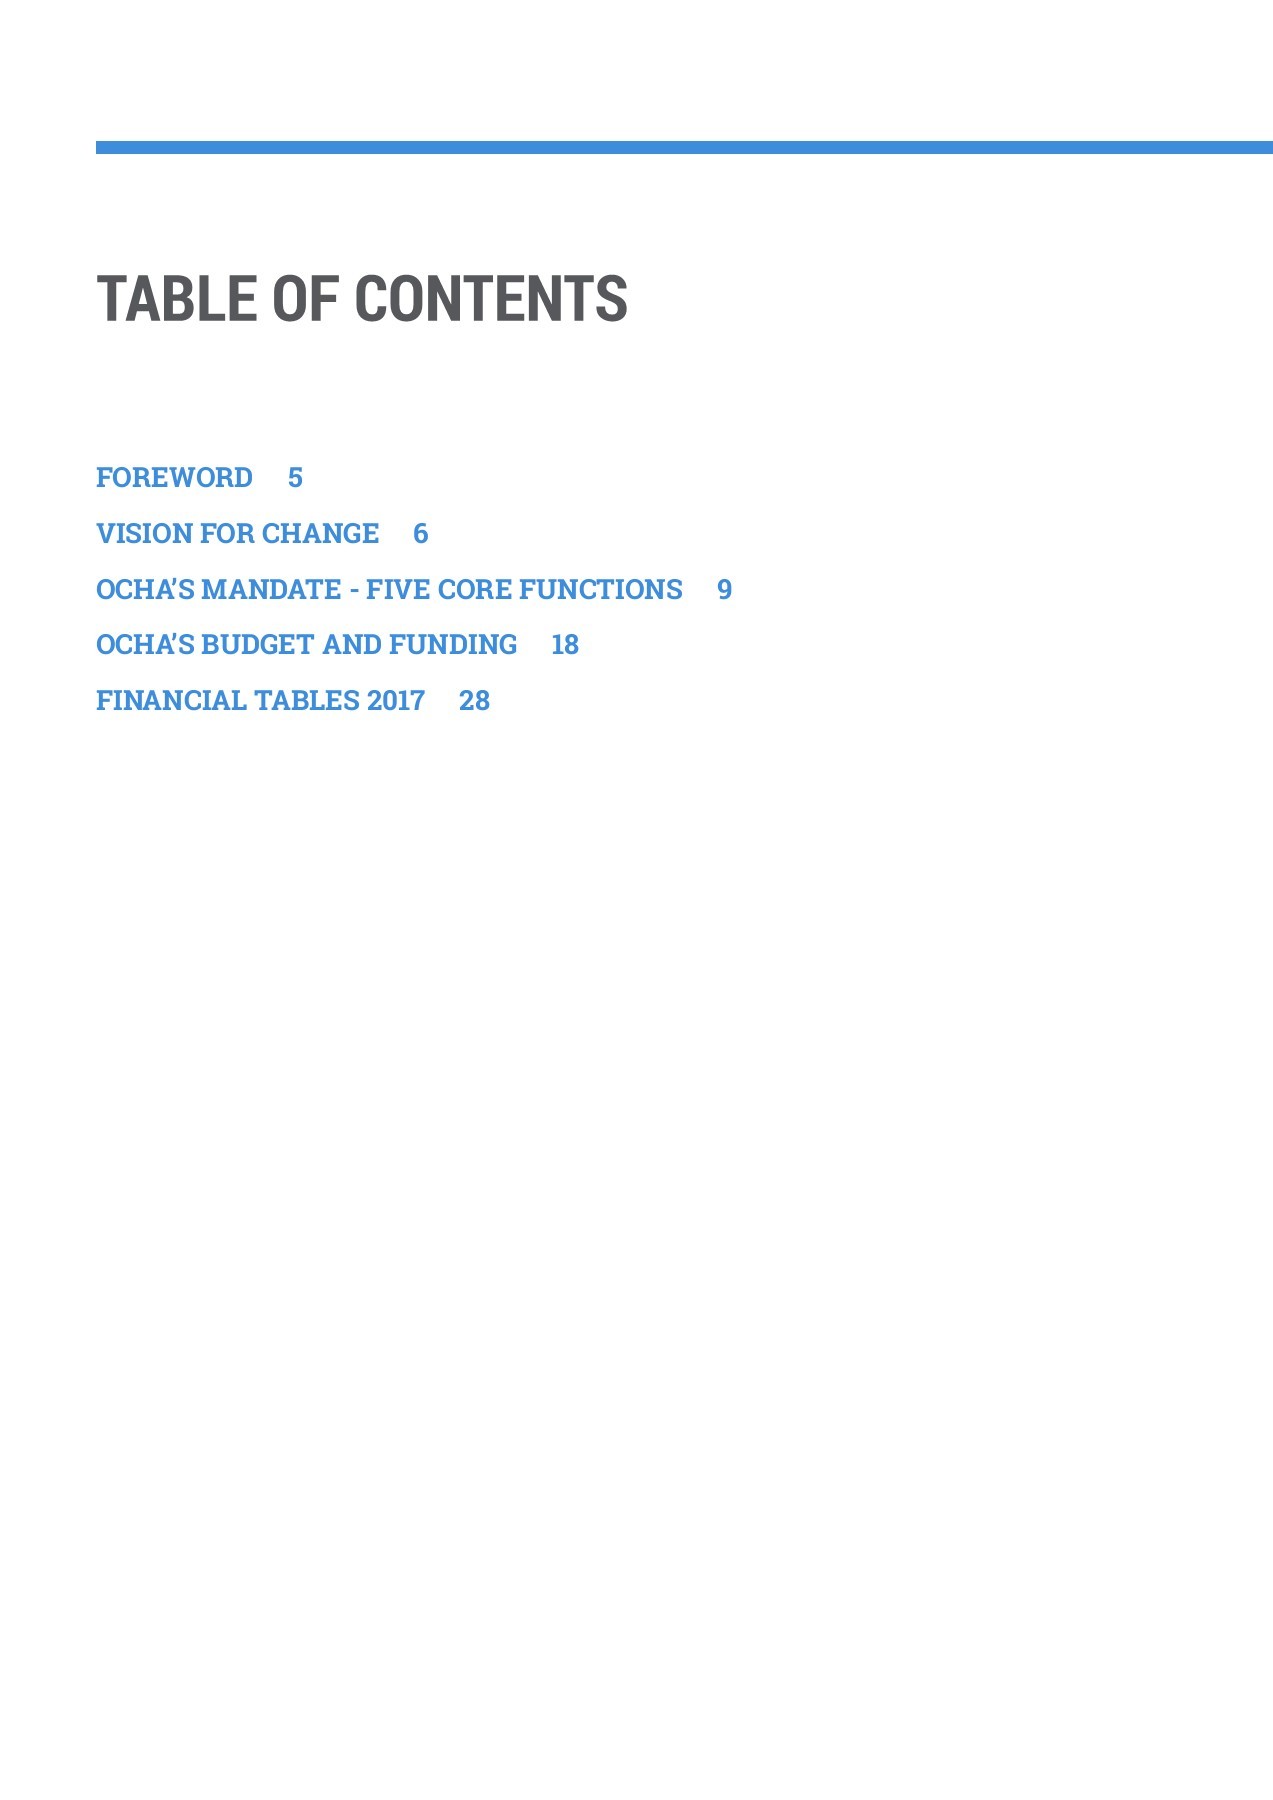 TABLE OF CONTENTS
FOREWORD 5
VISION FOR CHANGE 6
OCHA’S MANDATE - FIVE CORE FUNCTIONS 9
OCHA’S BUDGET AND FUNDING 18
FINANCIAL TABLES 2017 28